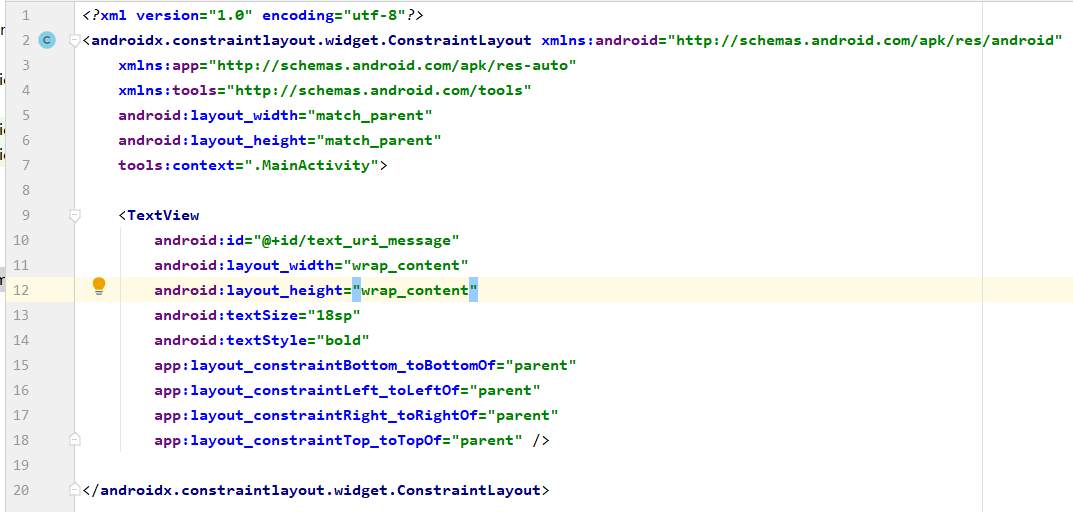 1 <?xml version="1.0" encoding="utf-8"?>
2 C <androidx.constraintlayout.widget.ConstraintLayout xmlns:android="http://schemas.android.com/apk/res/android"
3 xmlns:app="http://schemas.android.com/apk/res-auto"
4 xmlns:tools="http://schemas.android.com/tools"
5 android:layout_width="match_parent"
6 android:layout_height="match_parent"
7 tools:context=".MainActivity">
8
9 <TextView
10 android:id="@+id/text_uri_message"
11 android:layout_width="wrap_content"
12 android:layout_height="wrap_content"
13 android:textSize="18sp"
14 android:textStyle="bold"
15 app:layout_constraintBottom_toBottomOf="parent"
16 app:layout_constraintLeft_toLeftOf="parent"
17 app:layout_constraintRight_toRightOf="parent"
18 app:layout_constraintTop_toTopOf="parent" />
19
20 </androidx.constraintlayout.widget.ConstraintLayout>